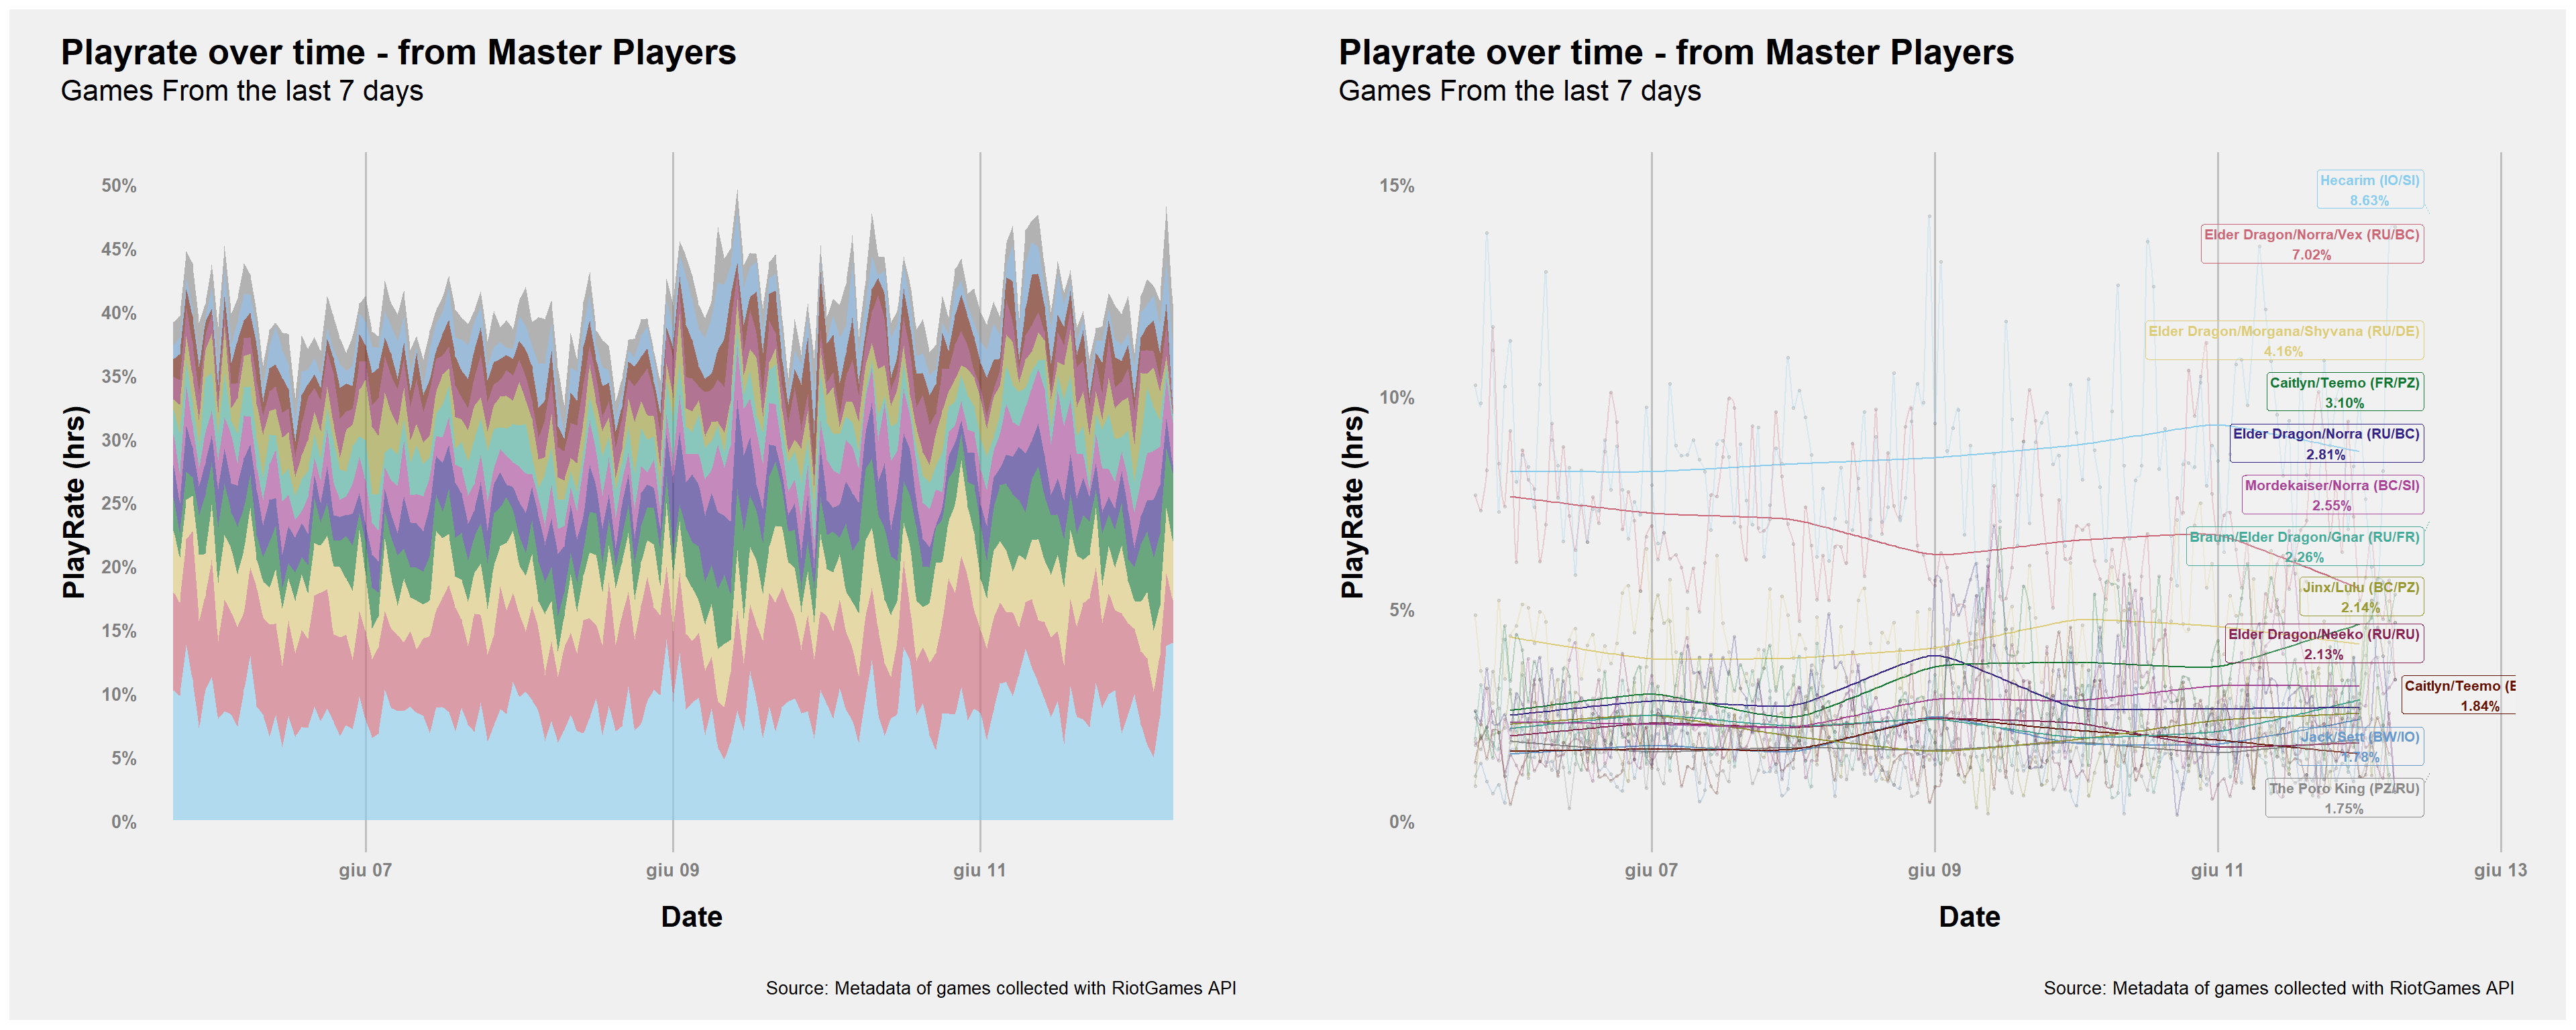 Playrate over time - from Master Players
Games From the last 7 days
50%
45%
40%
35%
30%
25%
20%
15%
10%
5%
0%
PlayRate (hrs)
giu 07
giu 09
giu 11
Date
Source: Metadata of games collected with RiotGames API
Playrate over time - from Master Players
Games From the last 7 days
15%
10%
5%
0%
PlayRate (hrs)
Hecarim (IO/SI)
8.63%
Elder Dragon/Norra/Vex (RU/BC)
7.02%
Elder Dragon/Morgana/Shyvana (RU/DE)
4.16%
Caitlyn/Teemo (FR/PZ)
3.10%
Elder Dragon/Norra (RU/BC)
2.81%
Mordekaiser/Norra (BC/SI)
2.55%
Braum/Elder Dragon/Gnar (RU/FR)
2.26%
Jinx/Lulu (BC/PZ)
2.14%
Elder Dragon/Neeko (RU/RU)
2.13%
Caitlyn/Teemo (
1.84%
Jack/Sett (BW/IO)
1.78%
The Poro King (PZ/RU)
1.75%
giu 07
giu 09
giu 11
giu 13
Date
Source: Metadata of games collected with RiotGames API